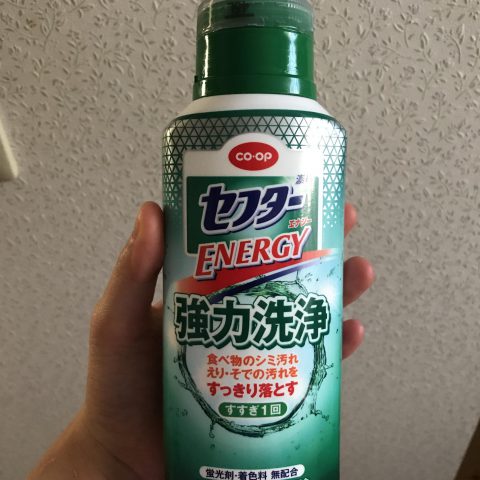 CO·OP
セフター
エナジー
ENERGY
強力洗浄
食べ物のシミ汚れ
えり・そでの汚れを
すっきり落とす
すすぎ1回
蛍光剤・着色料 無配合